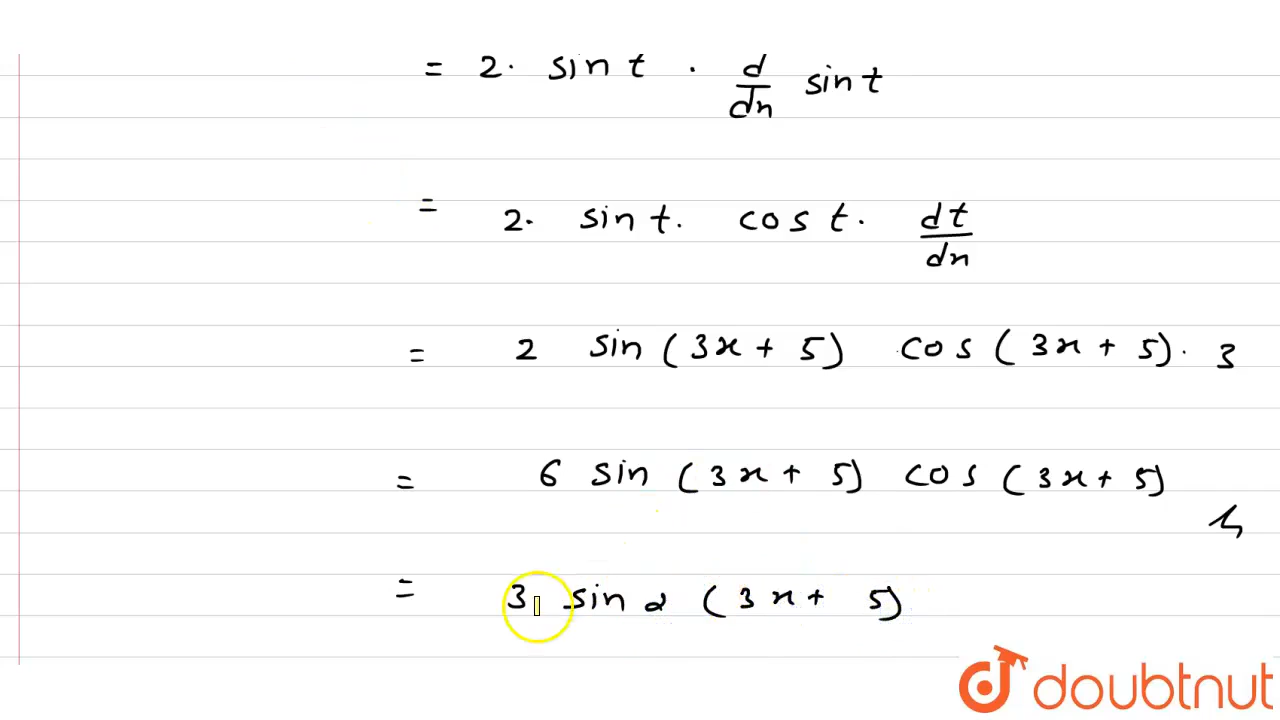 = 2. sin t . d/dx sin t
= 2. sin t. cos t. dt/dx
= 2 sin (3x + 5) cos (3x + 5). 3
= 6 sin (3x + 5) cos (3x + 5)
= 3 sin 2 (3x + 5)
doubtnut